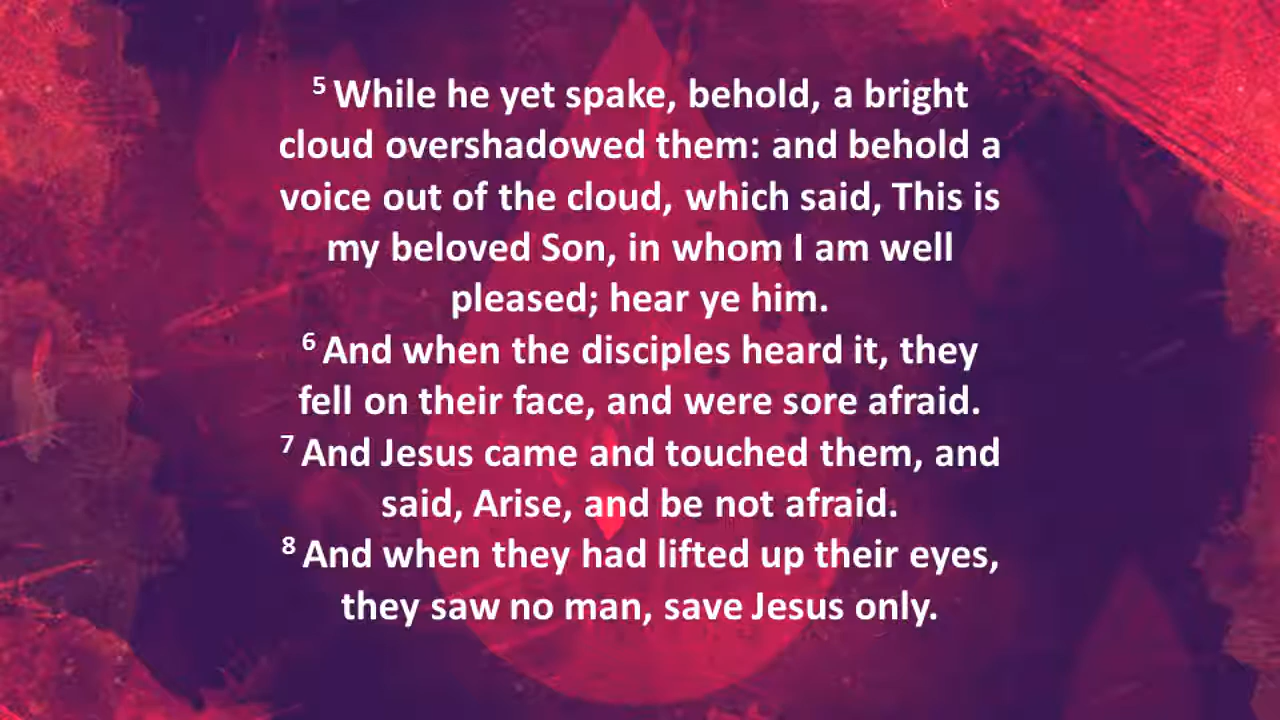 5 While he yet spake, behold, a bright
cloud overshadowed them: and behold a
voice out of the cloud, which said, This is
my beloved Son, in whom I am well
pleased; hear ye him.
6 And when the disciples heard it, they
fell on their face, and were sore afraid.
7 And Jesus came and touched them, and
said, Arise, and be not afraid.
8 And when they had lifted up their eyes,
they saw no man, save Jesus only.